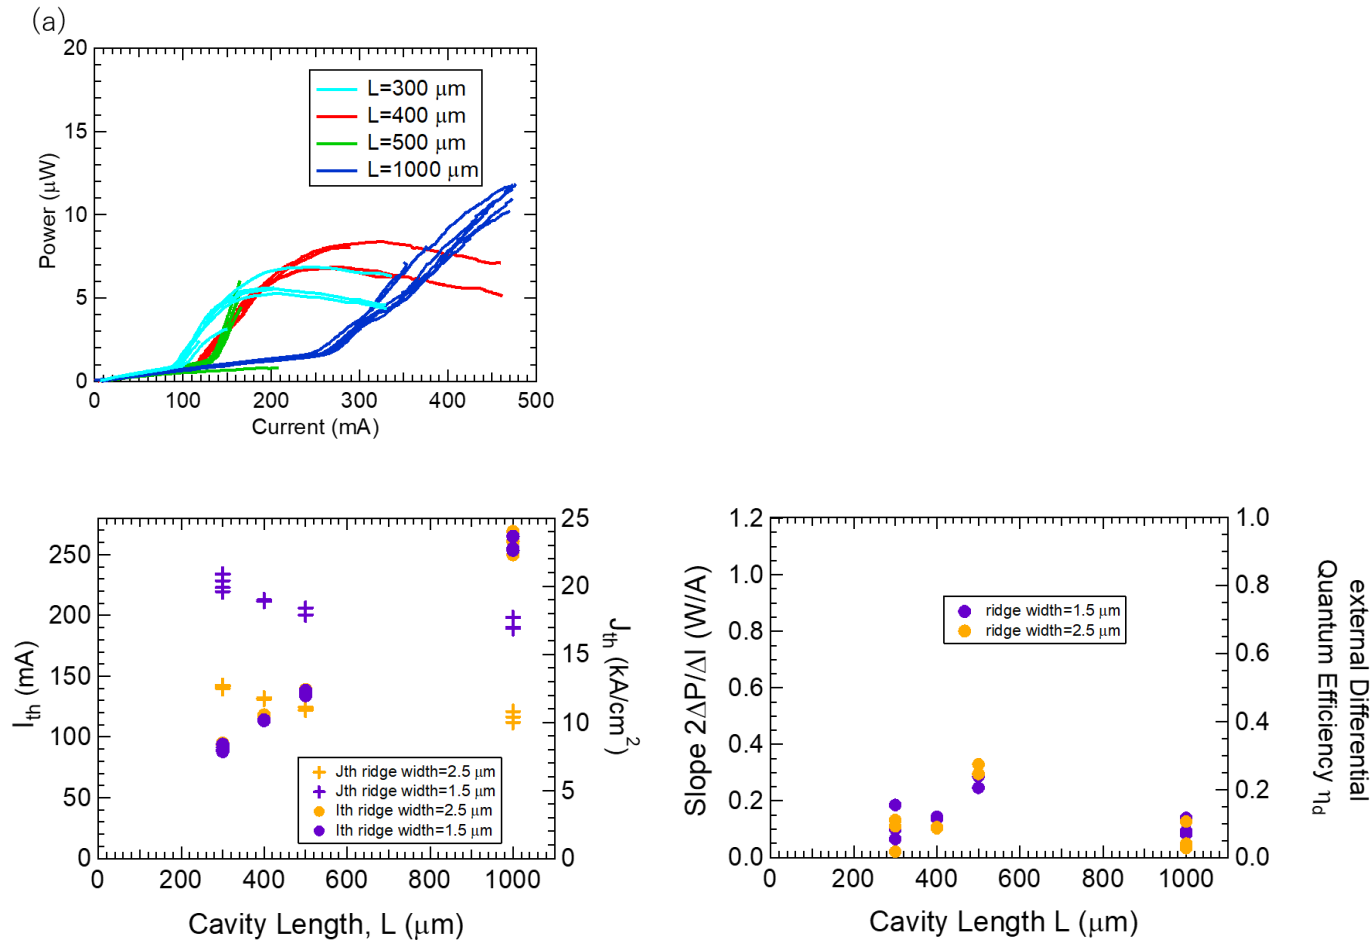 (a)
20
15
10
5
0
Power (μW)
L=300 μm
L=400 μm
L=500 μm
L=1000 μm
0 100 200 300 400 500
Current (mA)
250
200
150
100
50
0
I_th (mA)
25
20
15
10
5
0
J_th (kA/cm²)
Jth ridge width=2.5 μm
Jth ridge width=1.5 μm
Ith ridge width=2.5 μm
Ith ridge width=1.5 μm
0 200 400 600 800 1000
Cavity Length, L (μm)
1.2
1.0
0.8
0.6
0.4
0.2
0.0
Slope 2ΔP/ΔI (W/A)
ridge width=1.5 μm
ridge width=2.5 μm
1.0
0.8
0.6
0.4
0.2
0.0
external Differential
Quantum Efficiency η_d
0 200 400 600 800 1000
Cavity Length L (μm)